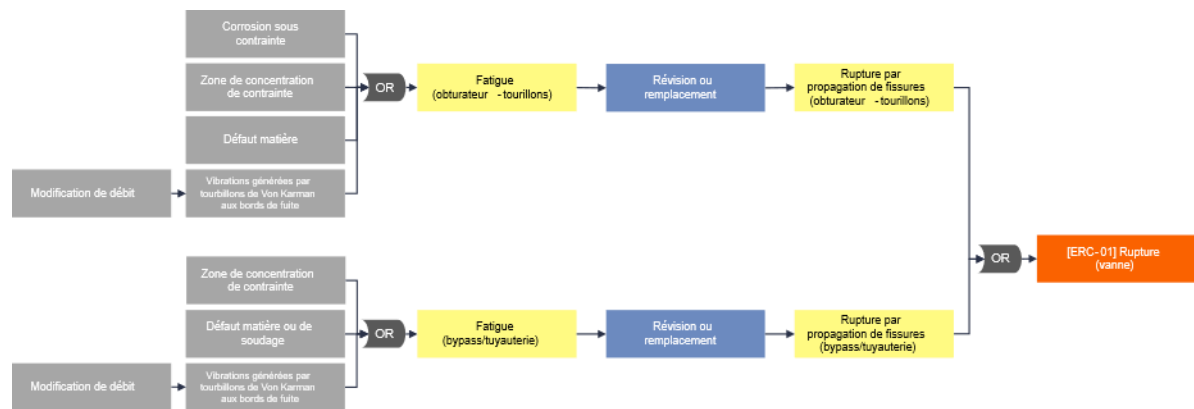 Corrosion sous
contrainte
Zone de concentration
de contrainte
Défaut matière
Modification de débit
Vibrations générées par
tourbillons de Von Karman
aux bords de fuite
OR
Fatigue
(obturateur - tourillons)
Révision ou
remplacement
Rupture par
propagation de fissures
(obturateur - tourillons)
OR
[ERC-01] Rupture
(vanne)
Zone de concentration
de contrainte
Défaut matière ou de
soudage
Modification de débit
Vibrations générées par
tourbillons de Von Karman
aux bords de fuite
OR
Fatigue
(bypass/tuyauterie)
Révision ou
remplacement
Rupture par
propagation de fissures
(bypass/tuyauterie)